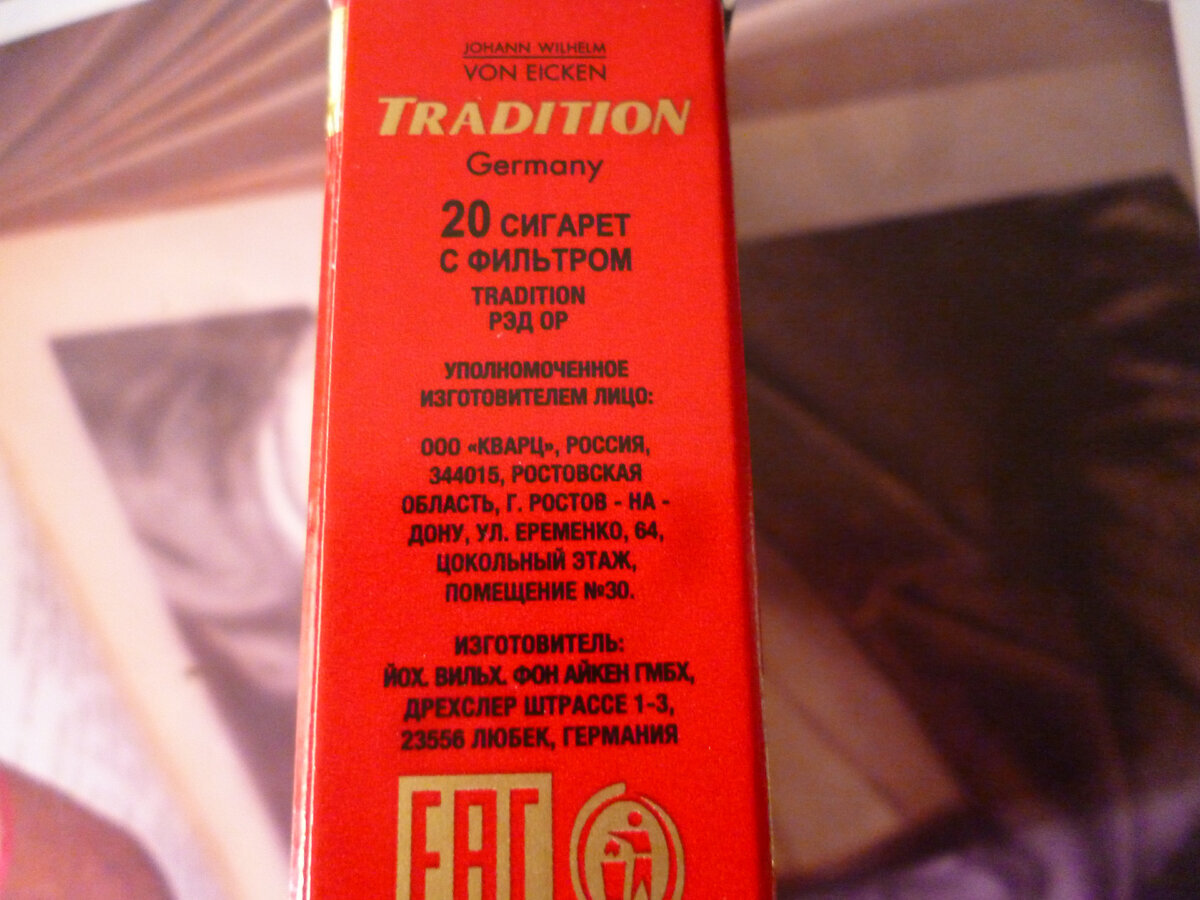 JOHANN WILHELM
VON EICKEN
TRADITION
Germany
20 СИГАРЕТ
С ФИЛЬТРОМ
TRADITION
РЭД ОР
УПОЛНОМОЧЕННОЕ
ИЗГОТОВИТЕЛЕМ ЛИЦО:
ООО «КВАРЦ», РОССИЯ,
344015, РОСТОВСКАЯ
ОБЛАСТЬ, Г. РОСТОВ - НА -
ДОНУ, УЛ. ЕРЕМЕНКО, 64,
ЦОКОЛЬНЫЙ ЭТАЖ,
ПОМЕЩЕНИЕ №30.
ИЗГОТОВИТЕЛЬ:
ЙОХ. ВИЛЬХ. ФОН АЙКЕН ГМБХ,
ДРЕХСЛЕР ШТРАССЕ 1-3,
23556 ЛЮБЕК, ГЕРМАНИЯ
ЕАС